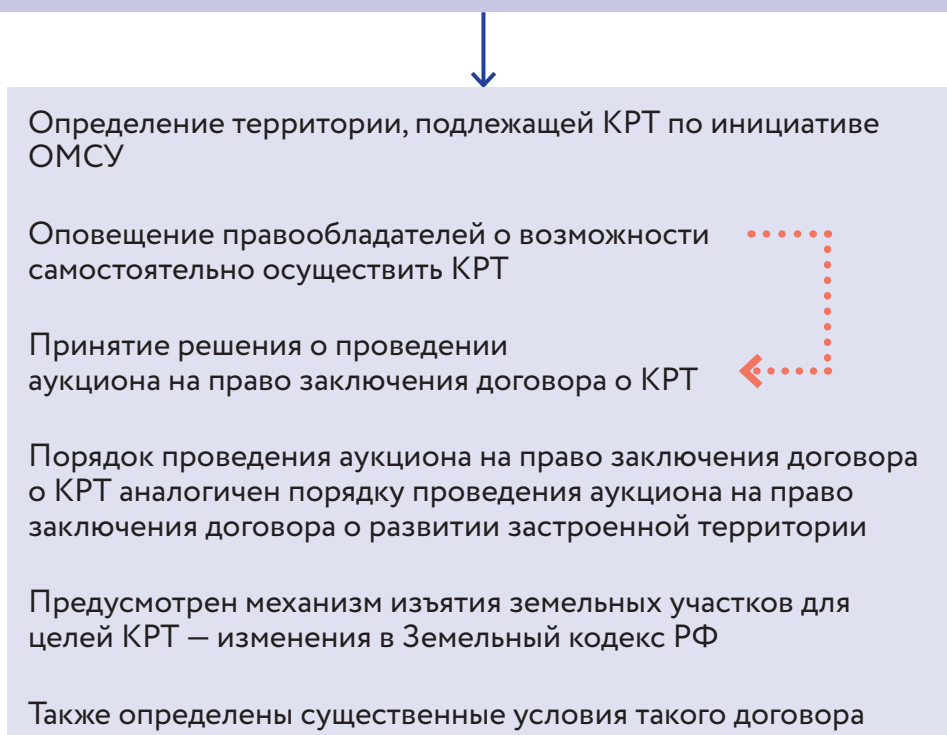 Определение территории, подлежащей КРТ по инициативе
ОМСУ
Оповещение правообладателей о возможности
самостоятельно осуществить КРТ
Принятие решения о проведении
аукциона на право заключения договора о КРТ
Порядок проведения аукциона на право заключения договора
о КРТ аналогичен порядку проведения аукциона на право
заключения договора о развитии застроенной территории
Предусмотрен механизм изъятия земельных участков для
целей КРТ — изменения в Земельный кодекс РФ
Также определены существенные условия такого договора